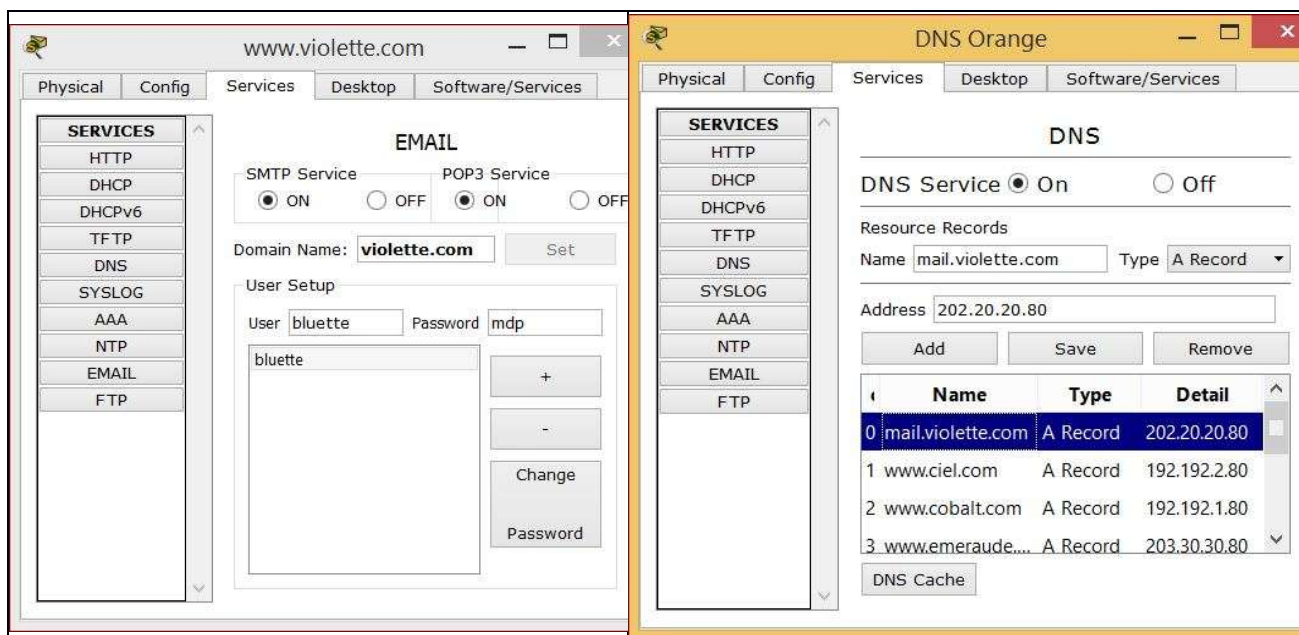 www.violette.com
Physical Config Services Desktop Software/Services
SERVICES
HTTP
DHCP
DHCPv6
TFTP
DNS
SYSLOG
AAA
NTP
EMAIL
FTP
EMAIL
SMTP Service POP3 Service
ON OFF ON OFF
Domain Name: violette.com Set
User Setup
User bluette Password mdp
bluette
+
-
Change
Password
DNS Orange
Physical Config Services Desktop Software/Services
SERVICES
HTTP
DHCP
DHCPv6
TFTP
DNS
SYSLOG
AAA
NTP
EMAIL
FTP
DNS
DNS Service On Off
Resource Records
Name mail.violette.com Type A Record
Address 202.20.20.80
Add Save Remove
Name Type Detail
0 mail.violette.com A Record 202.20.20.80
1 www.ciel.com A Record 192.192.2.80
2 www.cobalt.com A Record 192.192.1.80
3 www.emeraude.... A Record 203.30.30.80
DNS Cache